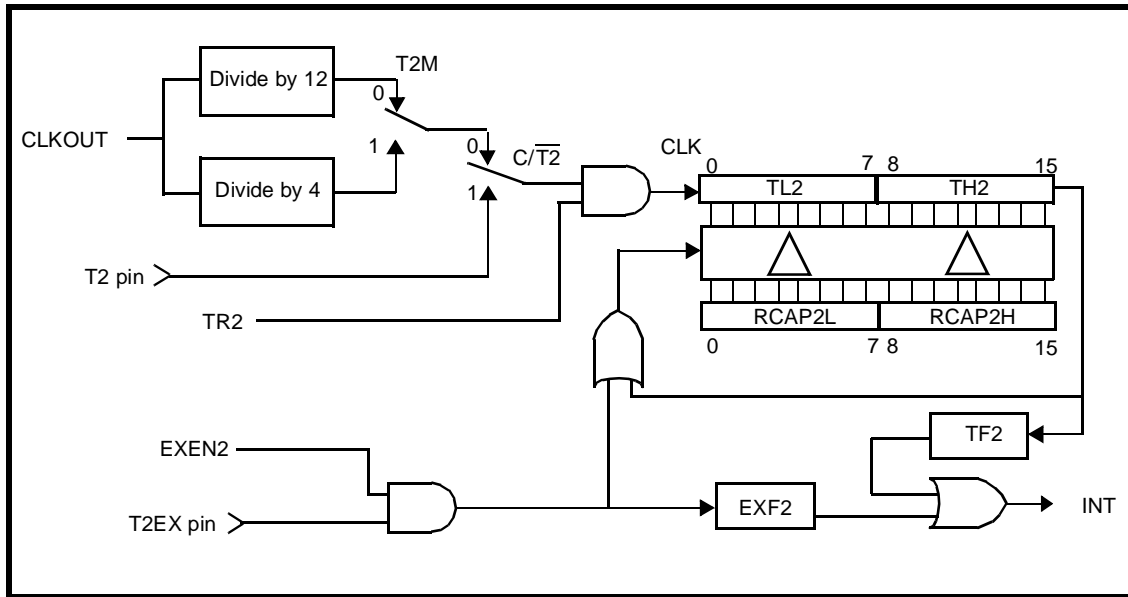 T2M
Divide by 12
0
CLKOUT
1
0
C/T2
CLK
0
7
8
15
Divide by 4
1
TL2
TH2
T2 pin
TR2
RCAP2L
RCAP2H
0
7
8
15
EXEN2
TF2
T2EX pin
EXF2
INT